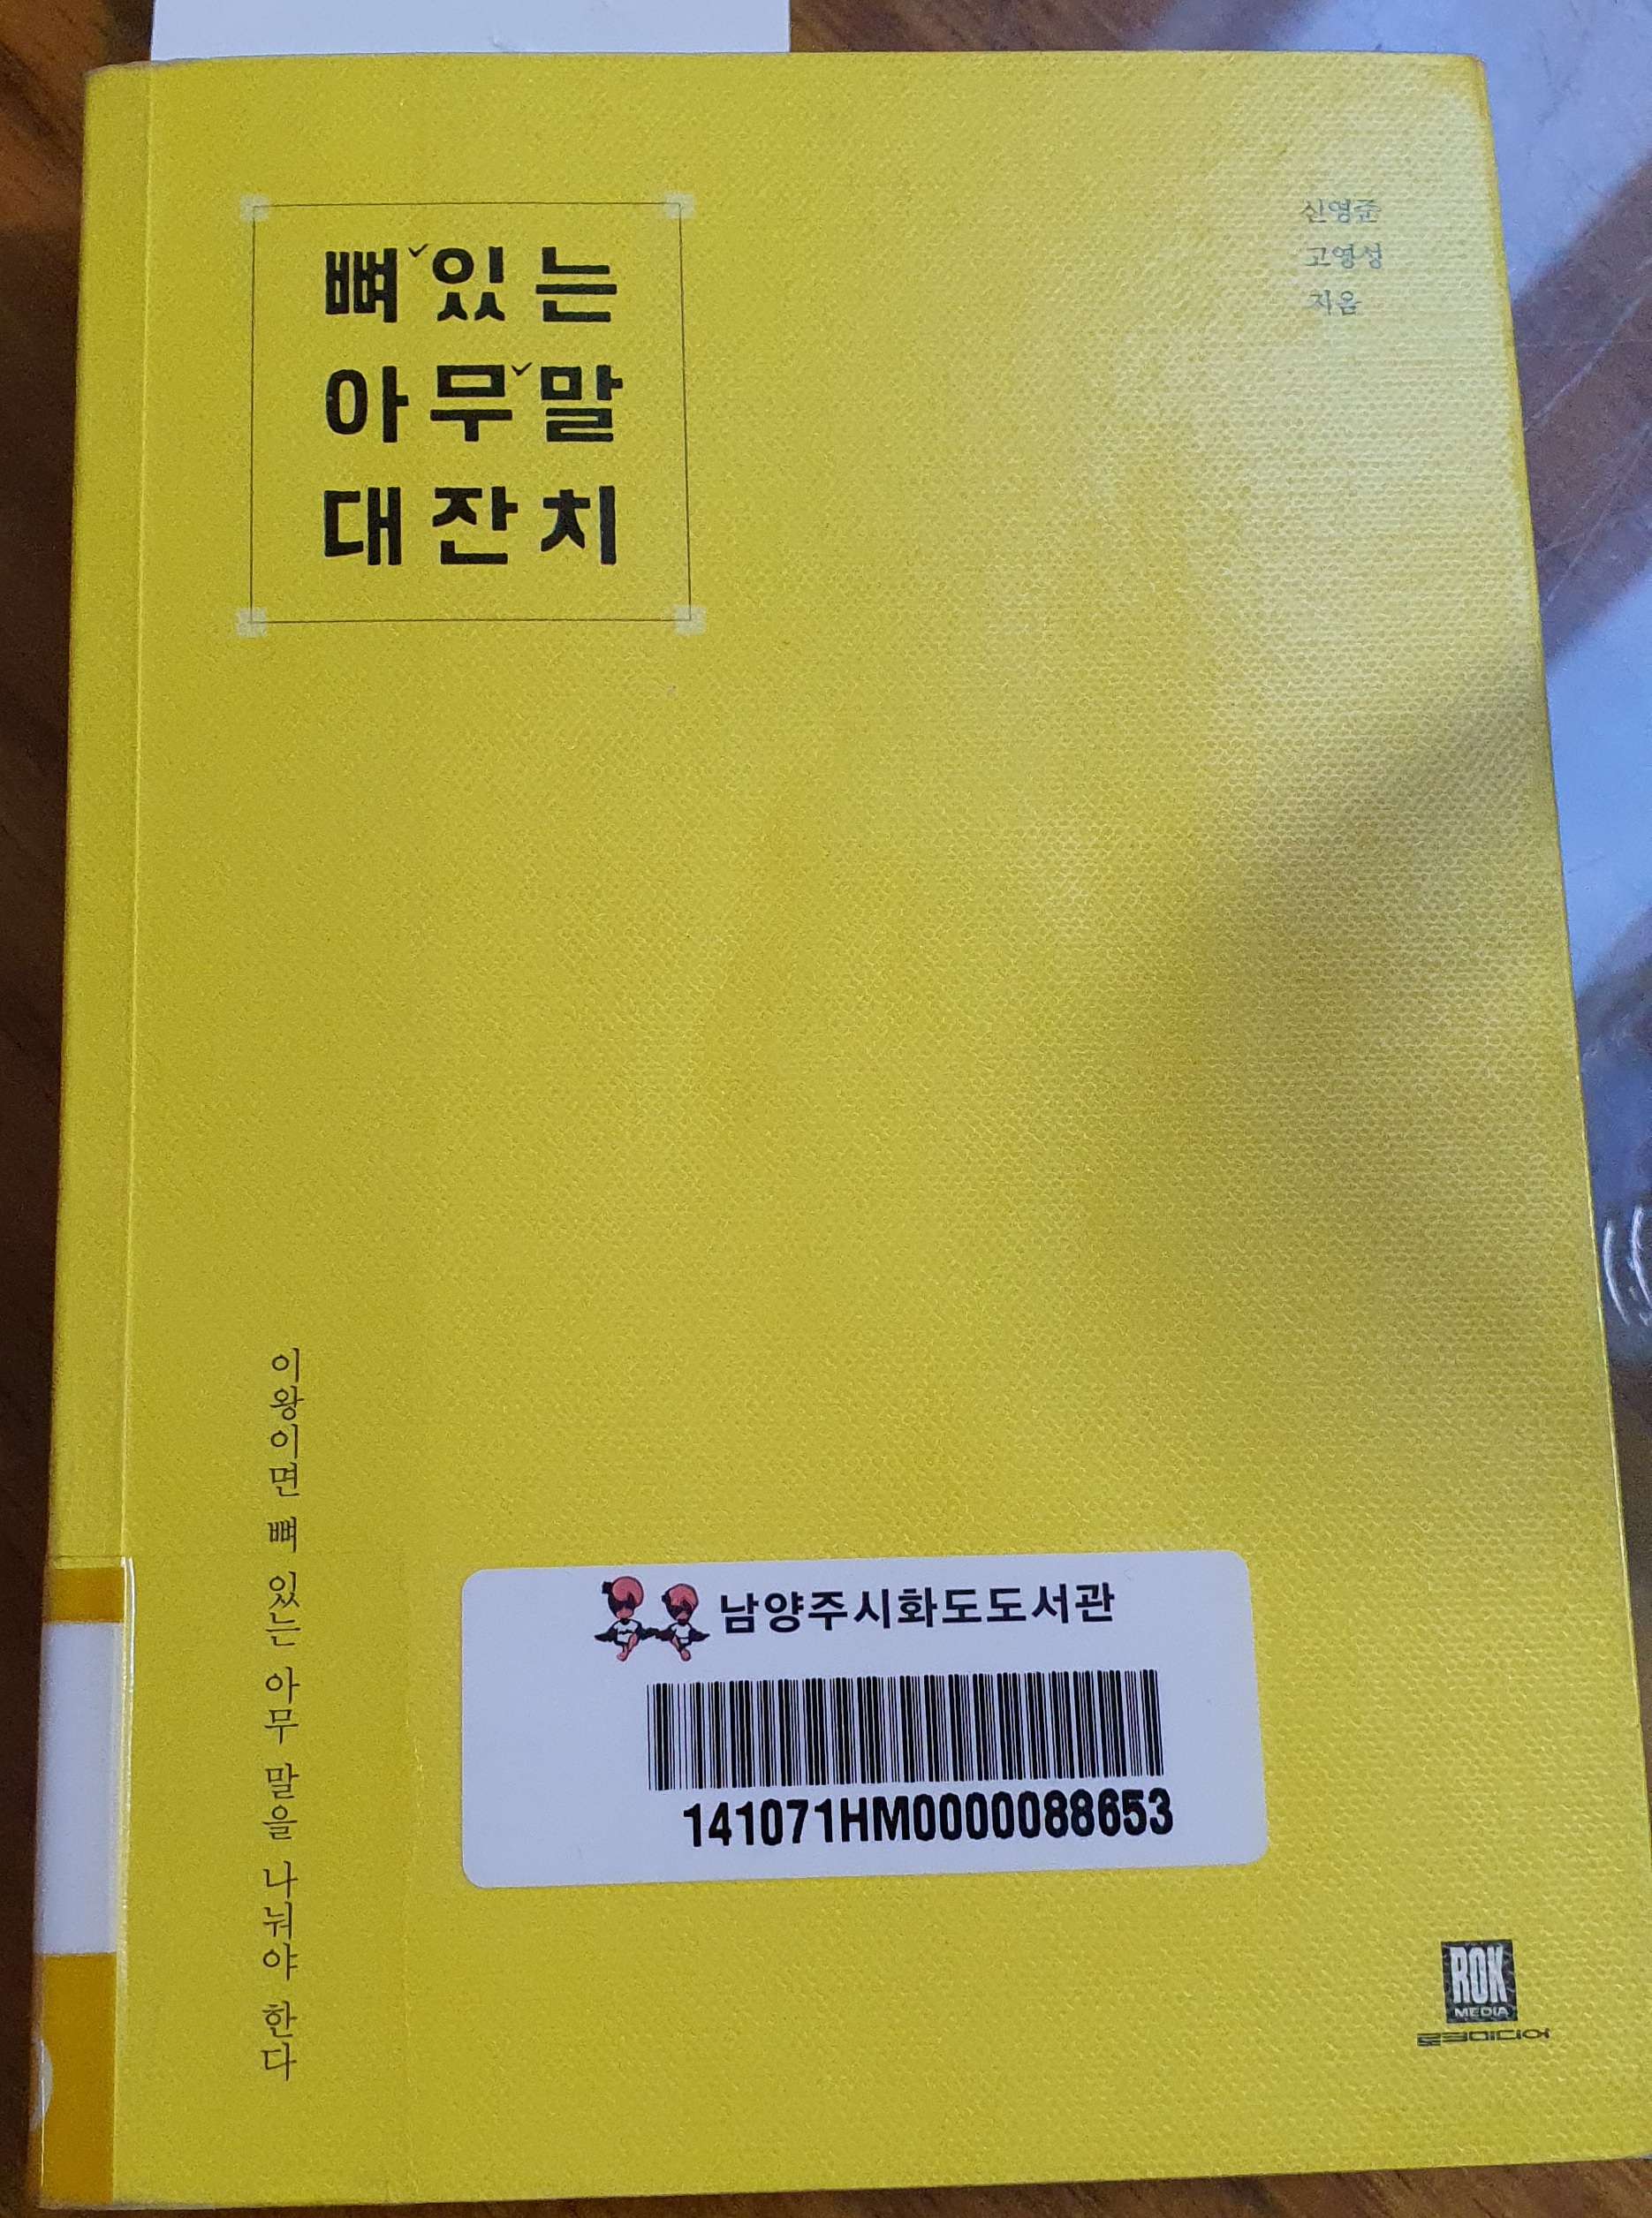 뼈있는
아무말
대잔치
신영준
고영성
지음
이왕이면 뼈 있는 아무 말을 나눠야 한다
남양주시화도도서관
141071HM0000088653
ROK
MEDIA
로크미디어